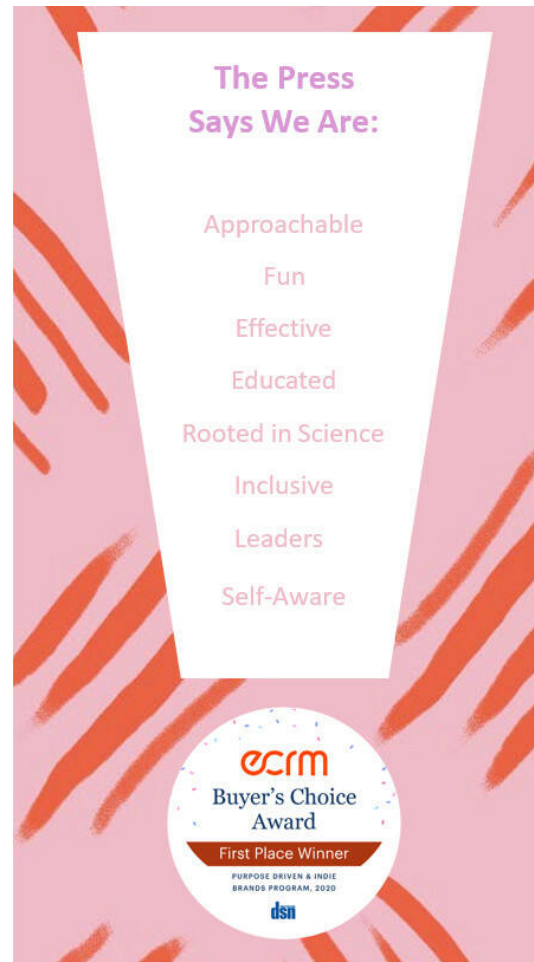 The Press
Says We Are:
Approachable
Fun
Effective
Educated
Rooted in Science
Inclusive
Leaders
Self-Aware
ecrm
Buyer's Choice
Award
First Place Winner
PURPOSE DRIVEN & INDIE
BRANDS PROGRAM, 2020
dsn